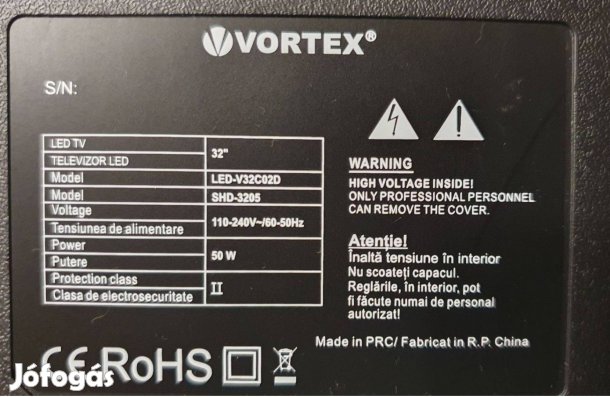 VORTEX®
S/N:
LED TV
TELEVIZOR LED
32"
Model
LED-V32C02D
Model
SHD-3205
Voltage
Tensiunea de alimentare
110-240V~/60-50Hz
Power
Putere
50 W
Protection class
Clasa de electrosecuritate
II
WARNING
HIGH VOLTAGE INSIDE!
ONLY PROFESSIONAL PERSONNEL
CAN REMOVE THE COVER.
Atenţie!
Înaltă tensiune în interior
Nu scoateţi capacul.
Reglările, în interior, pot
fi făcute numai de personal
autorizat!
Made in PRC/ Fabricat in R.P. China
CE RoHS
Jófogás